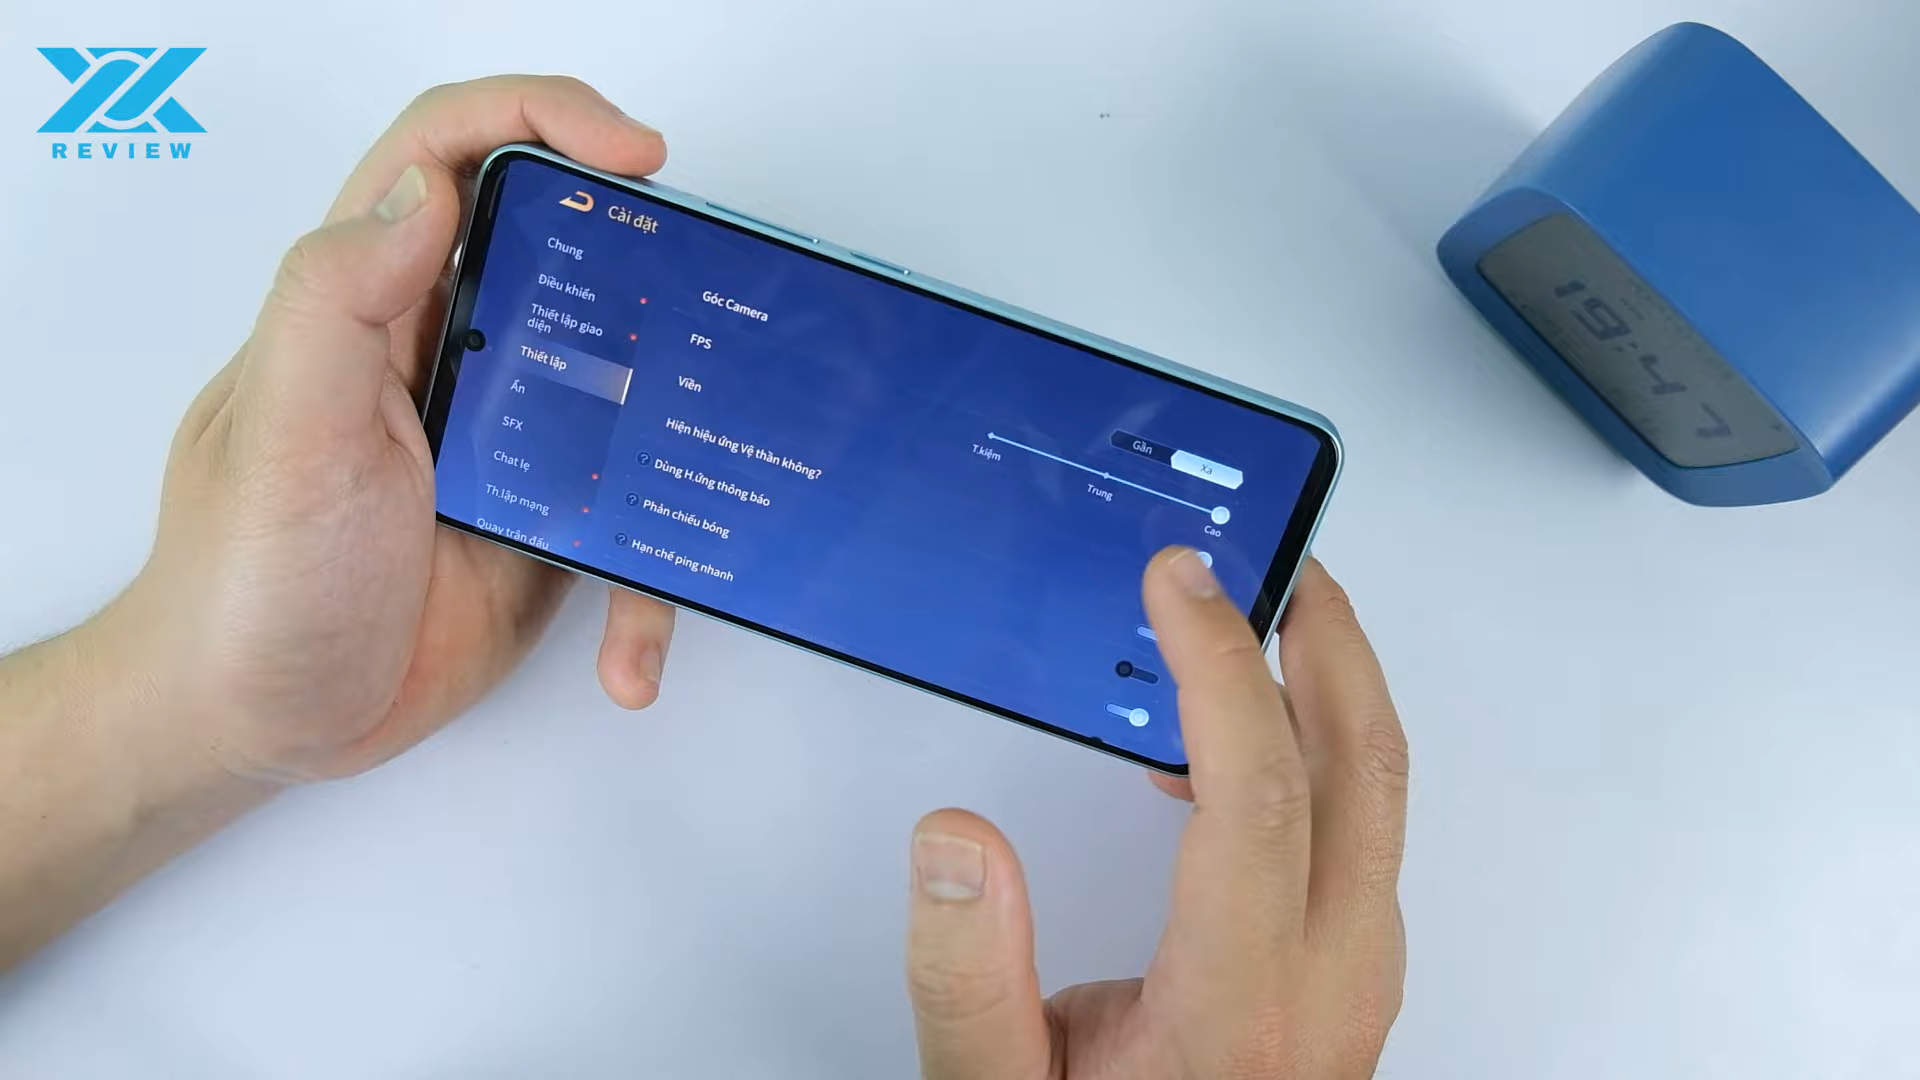 REVIEW
Cài đặt
Chung
Điều khiển
Thiết lập giao
diện
Thiết lập
Ẩn
SFX
Chat lẹ
Th.lập mạng
Quay trận đấu
Góc Camera
Gần
Xa
FPS
T.kiệm
Trung
Cao
Viền
Hiện hiệu ứng Vệ thần không?
? Dùng H.ứng thông báo
? Phản chiếu bóng
? Hạn chế ping nhanh